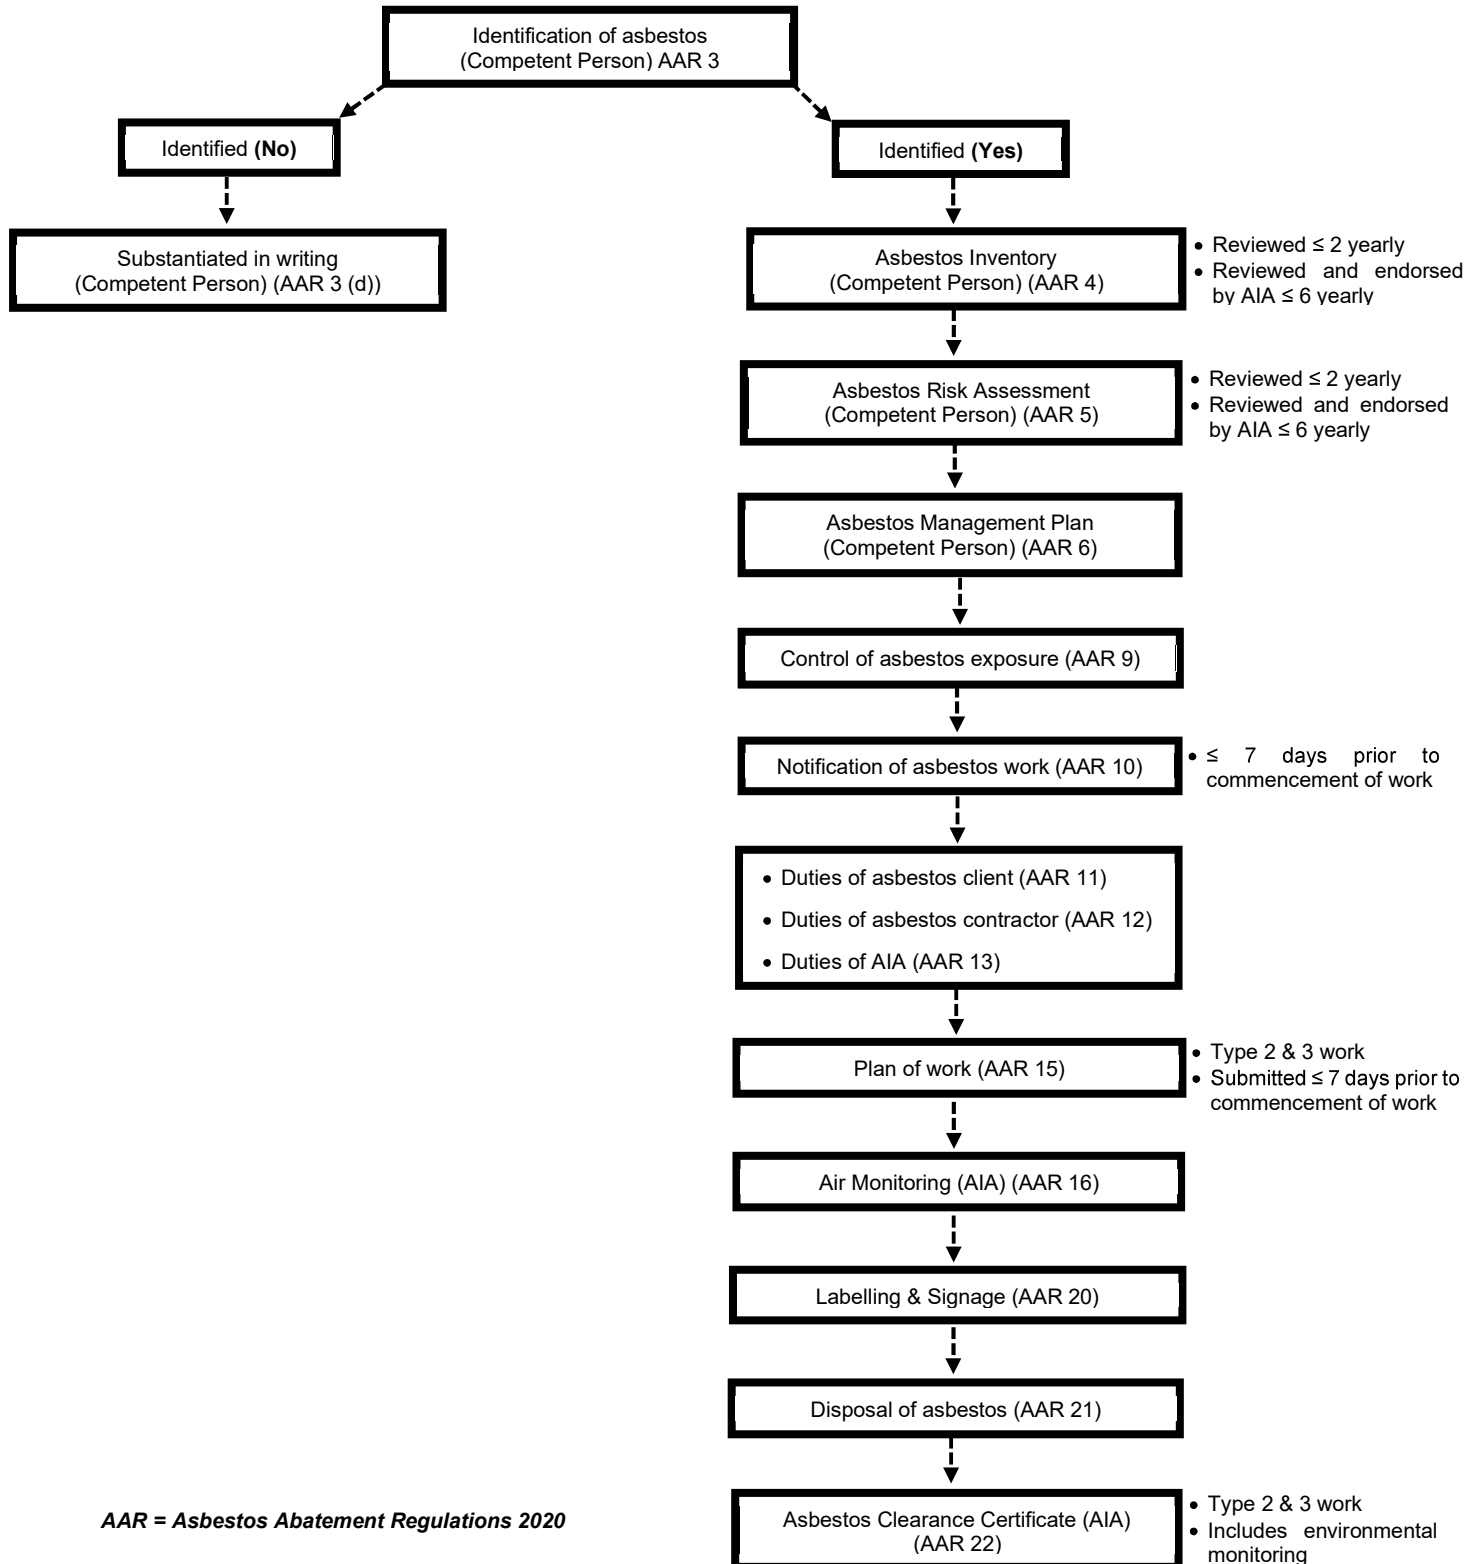 Identification of asbestos
(Competent Person) AAR 3
Identified (No)
Identified (Yes)
Substantiated in writing
(Competent Person) (AAR 3 (d))
Asbestos Inventory
(Competent Person) (AAR 4)
• Reviewed ≤ 2 yearly
• Reviewed and endorsed
by AIA ≤ 6 yearly
Asbestos Risk Assessment
(Competent Person) (AAR 5)
• Reviewed ≤ 2 yearly
• Reviewed and endorsed
by AIA ≤ 6 yearly
Asbestos Management Plan
(Competent Person) (AAR 6)
Control of asbestos exposure (AAR 9)
Notification of asbestos work (AAR 10)
• ≤ 7 days prior to
commencement of work
• Duties of asbestos client (AAR 11)
• Duties of asbestos contractor (AAR 12)
• Duties of AIA (AAR 13)
Plan of work (AAR 15)
• Type 2 & 3 work
• Submitted ≤ 7 days prior to
commencement of work
Air Monitoring (AIA) (AAR 16)
Labelling & Signage (AAR 20)
Disposal of asbestos (AAR 21)
Asbestos Clearance Certificate (AIA)
(AAR 22)
• Type 2 & 3 work
• Includes environmental
monitoring
AAR = Asbestos Abatement Regulations 2020